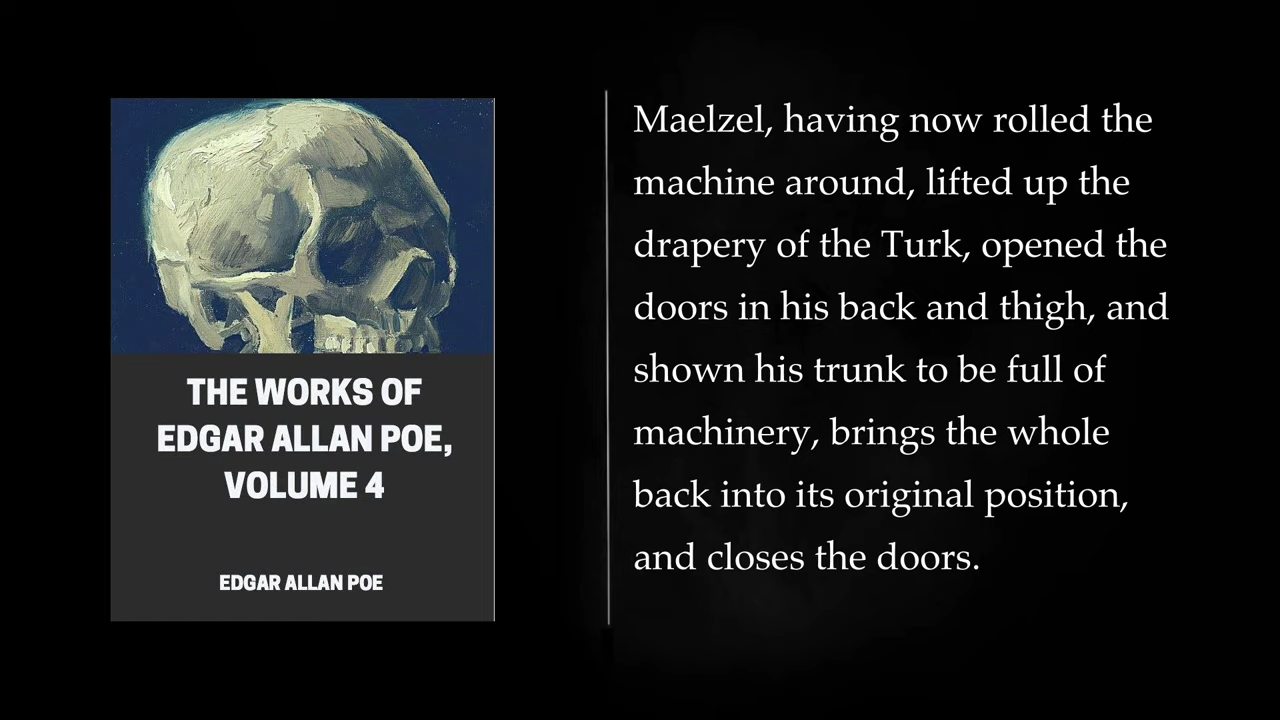 THE WORKS OF
EDGAR ALLAN POE,
VOLUME 4
EDGAR ALLAN POE
Maelzel, having now rolled the
machine around, lifted up the
drapery of the Turk, opened the
doors in his back and thigh, and
shown his trunk to be full of
machinery, brings the whole
back into its original position,
and closes the doors.